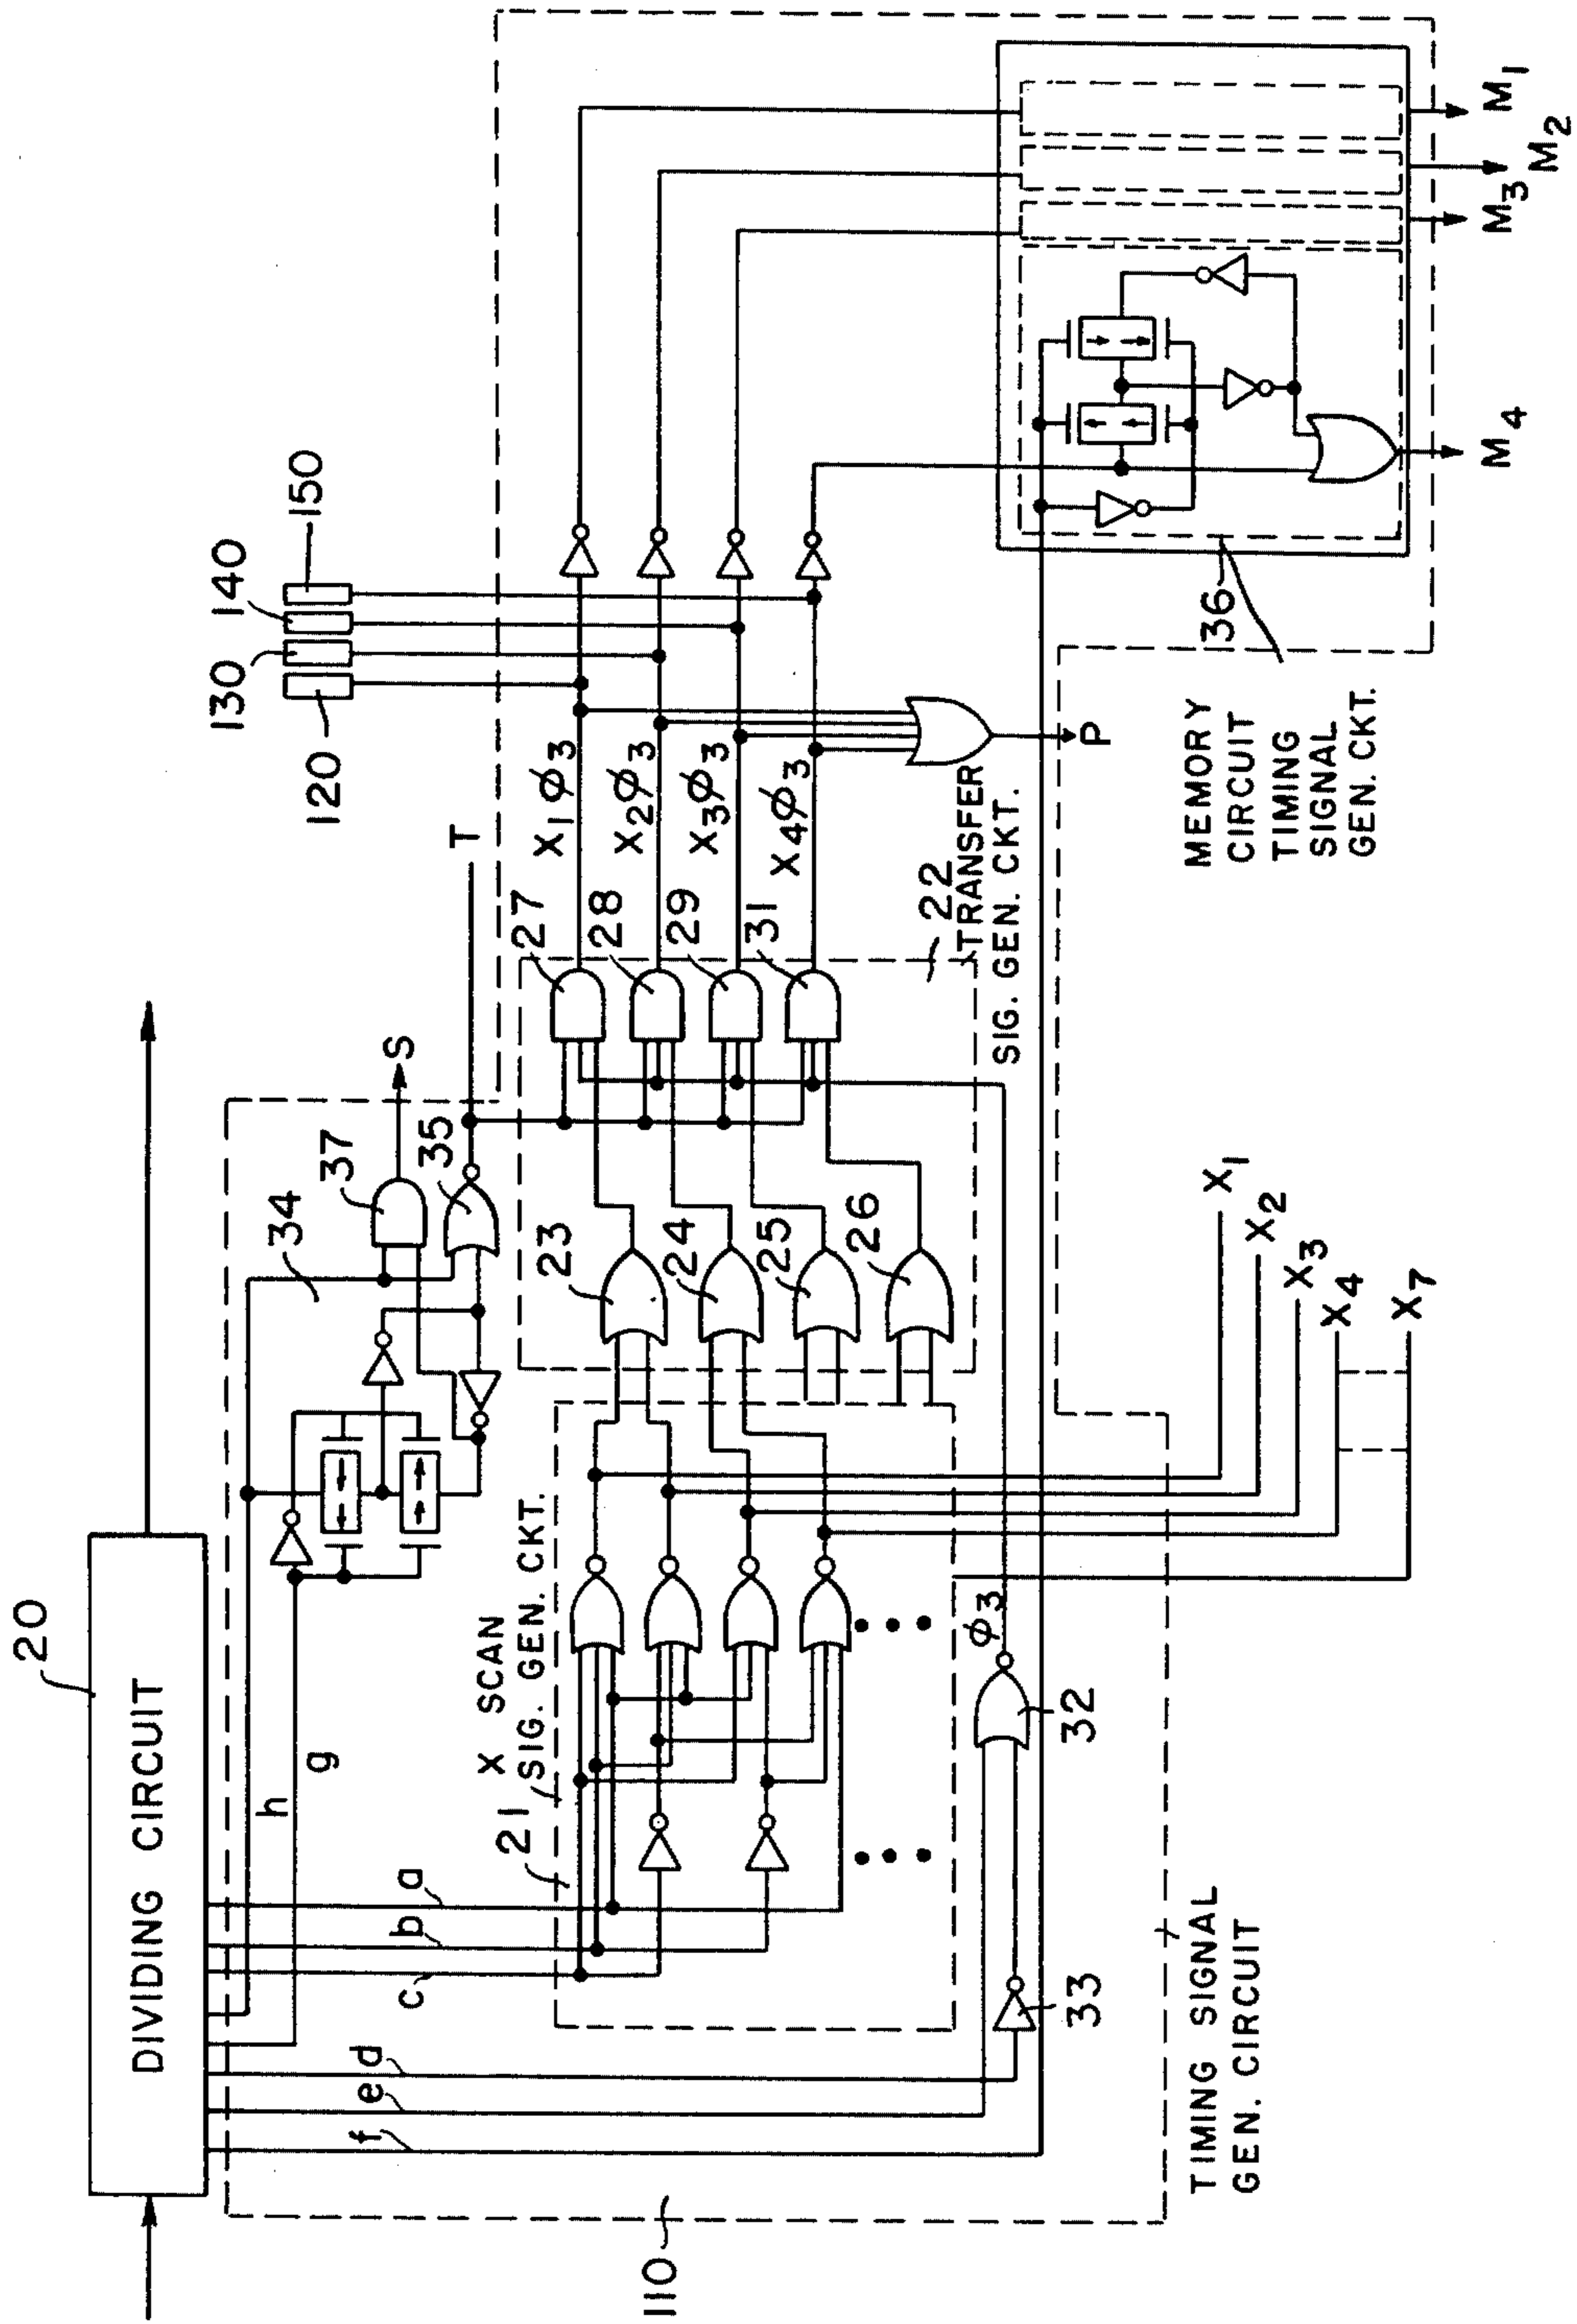 20
DIVIDING CIRCUIT
h
g
a
b
c
d
e
f
110
TIMING SIGNAL
GEN. CIRCUIT
21
X SCAN
SIG. GEN. CKT.
34
37
35
S
T
23
24
25
26
27
28
29
31
22
TRANSFER
SIG. GEN. CKT.
32
33
φ3
X1
X2
X3
X4
X7
X1φ3
X2φ3
X3φ3
X4φ3
120
130
140
150
P
136
MEMORY
CIRCUIT
TIMING
SIGNAL
GEN. CKT.
M1
M2
M3
M4